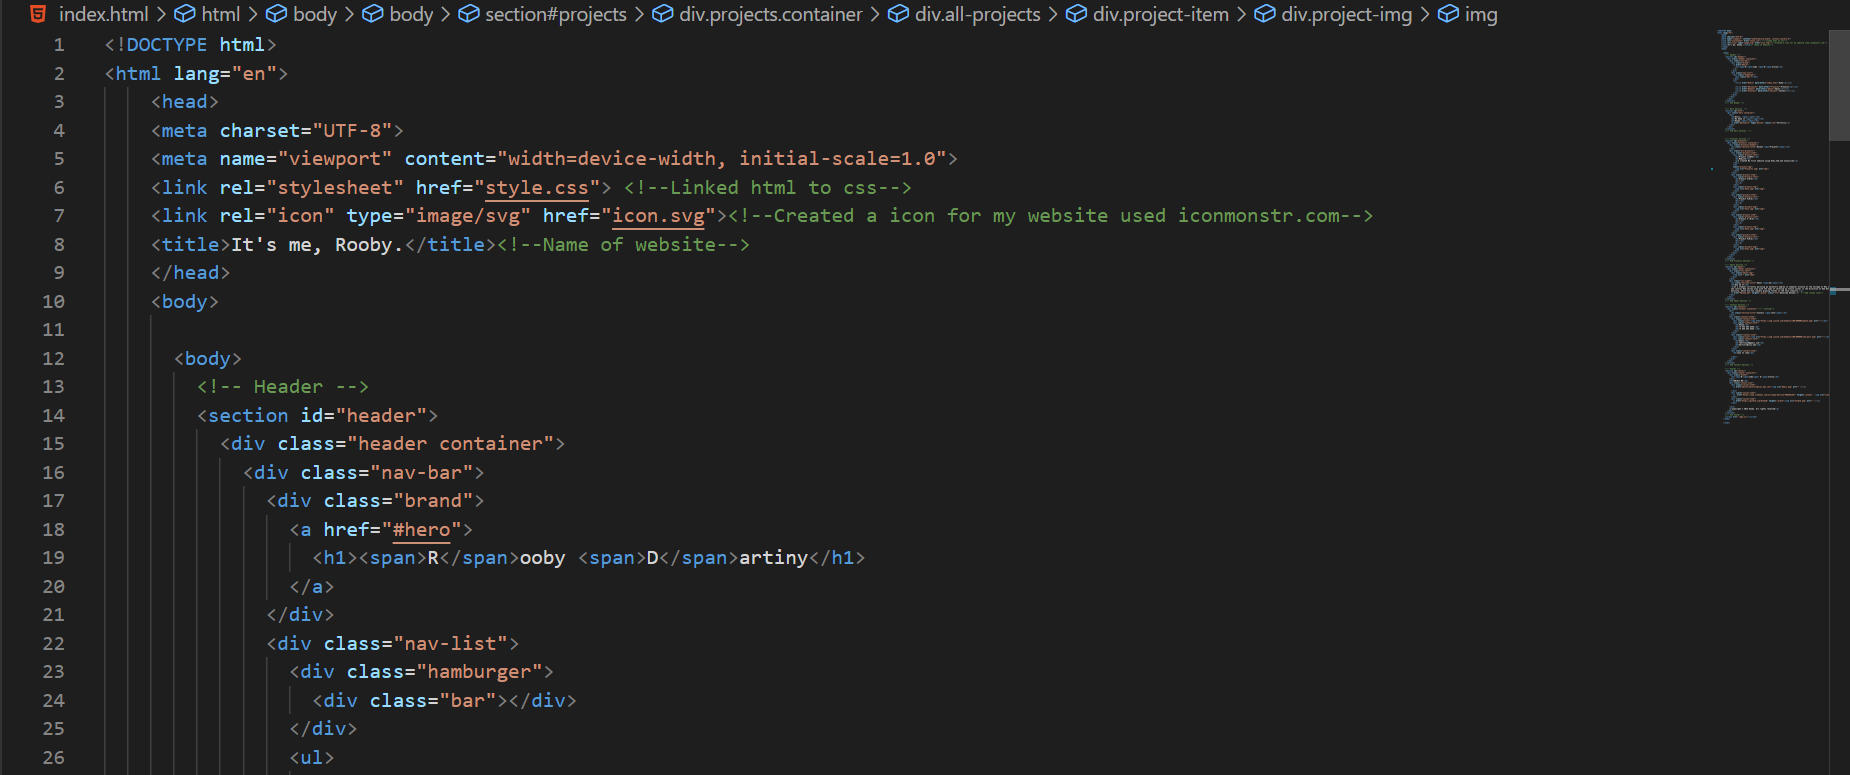 index.html > html > body > body > section#projects > div.projects.container > div.all-projects > div.project-item > div.project-img > img
1 <!DOCTYPE html>
2 <html lang="en">
3 <head>
4 <meta charset="UTF-8">
5 <meta name="viewport" content="width=device-width, initial-scale=1.0">
6 <link rel="stylesheet" href="style.css"> <!--Linked html to css-->
7 <link rel="icon" type="image/svg" href="icon.svg"><!--Created a icon for my website used iconmonstr.com-->
8 <title>It's me, Rooby.</title><!--Name of website-->
9 </head>
10 <body>
11
12 <body>
13 <!-- Header -->
14 <section id="header">
15 <div class="header container">
16 <div class="nav-bar">
17 <div class="brand">
18 <a href="#hero">
19 <h1><span>R</span>ooby <span>D</span>artiny</h1>
20 </a>
21 </div>
22 <div class="nav-list">
23 <div class="hamburger">
24 <div class="bar"></div>
25 </div>
26 <ul>